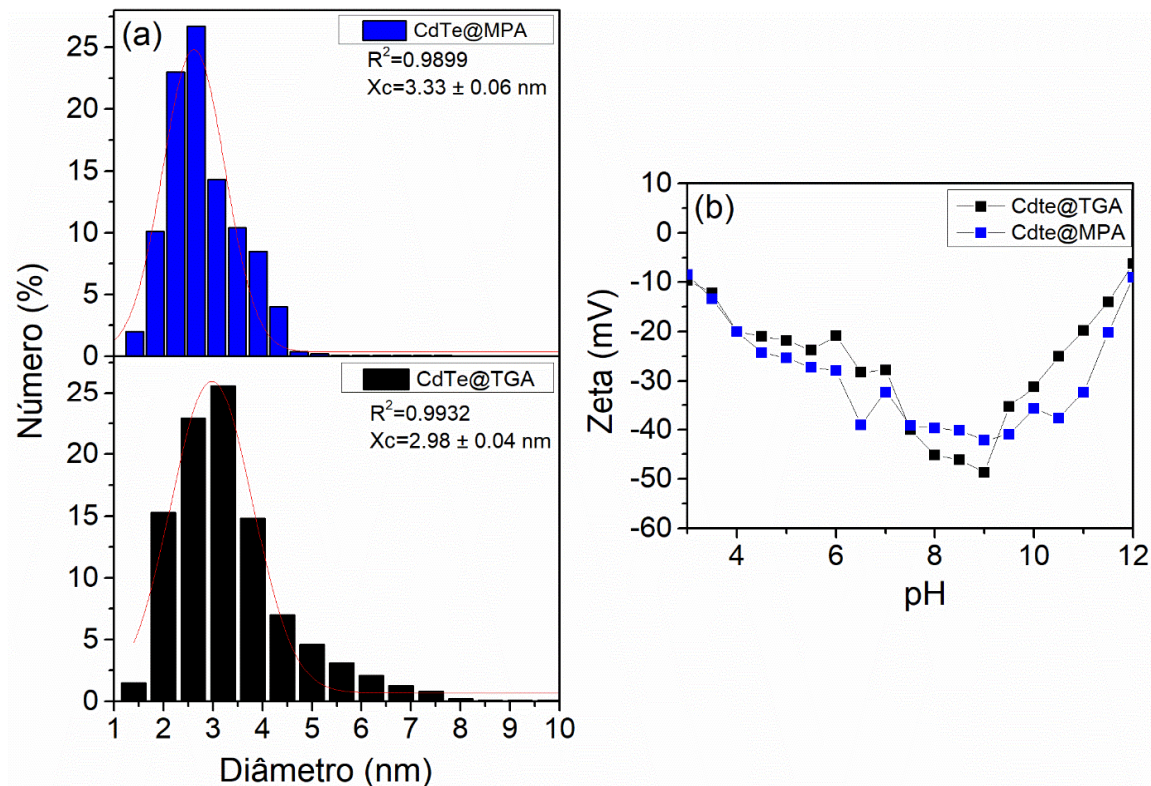 (a)
CdTe@MPA
R²=0.9899
Xc=3.33 ± 0.06 nm
25
20
15
10
5
0
CdTe@TGA
R²=0.9932
Xc=2.98 ± 0.04 nm
25
20
15
10
5
0
Número (%)
1 2 3 4 5 6 7 8 9 10
Diâmetro (nm)
(b)
Cdte@TGA
Cdte@MPA
10
0
-10
-20
-30
-40
-50
-60
Zeta (mV)
4 6 8 10 12
pH